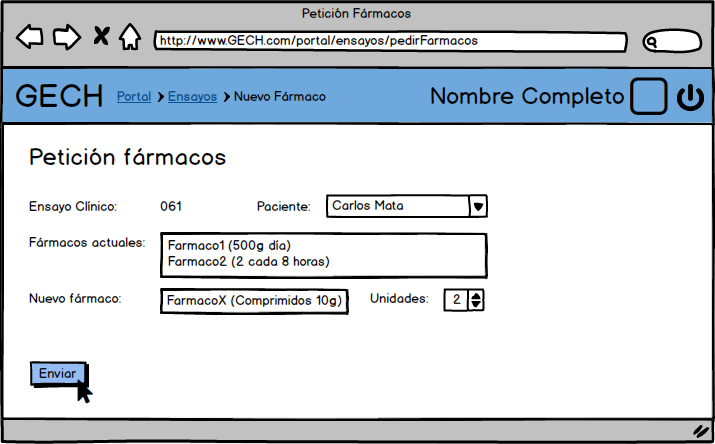 Petición Fármacos
http://www.GECH.com/portal/ensayos/pedirFarmacos
GECH Portal Ensayos Nuevo Fármaco Nombre Completo
Petición fármacos
Ensayo Clínico: 061 Paciente: Carlos Mata
Fármacos actuales: Farmaco1 (500g día)
Farmaco2 (2 cada 8 horas)
Nuevo fármaco: FarmacoX (Comprimidos 10g) Unidades: 2
Enviar